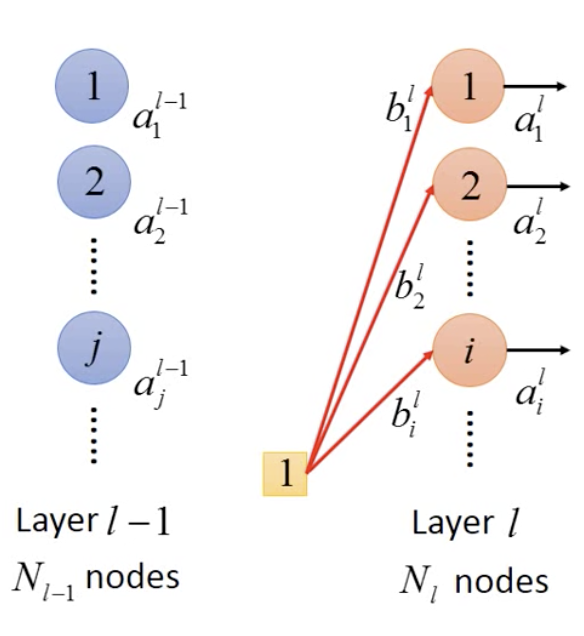 1
a_1^{l-1}
2
a_2^{l-1}
j
a_j^{l-1}
Layer l−1
N_{l−1} nodes
1
b_1^l
b_2^l
b_i^l
1
a_1^l
2
a_2^l
i
a_i^l
Layer l
N_l nodes